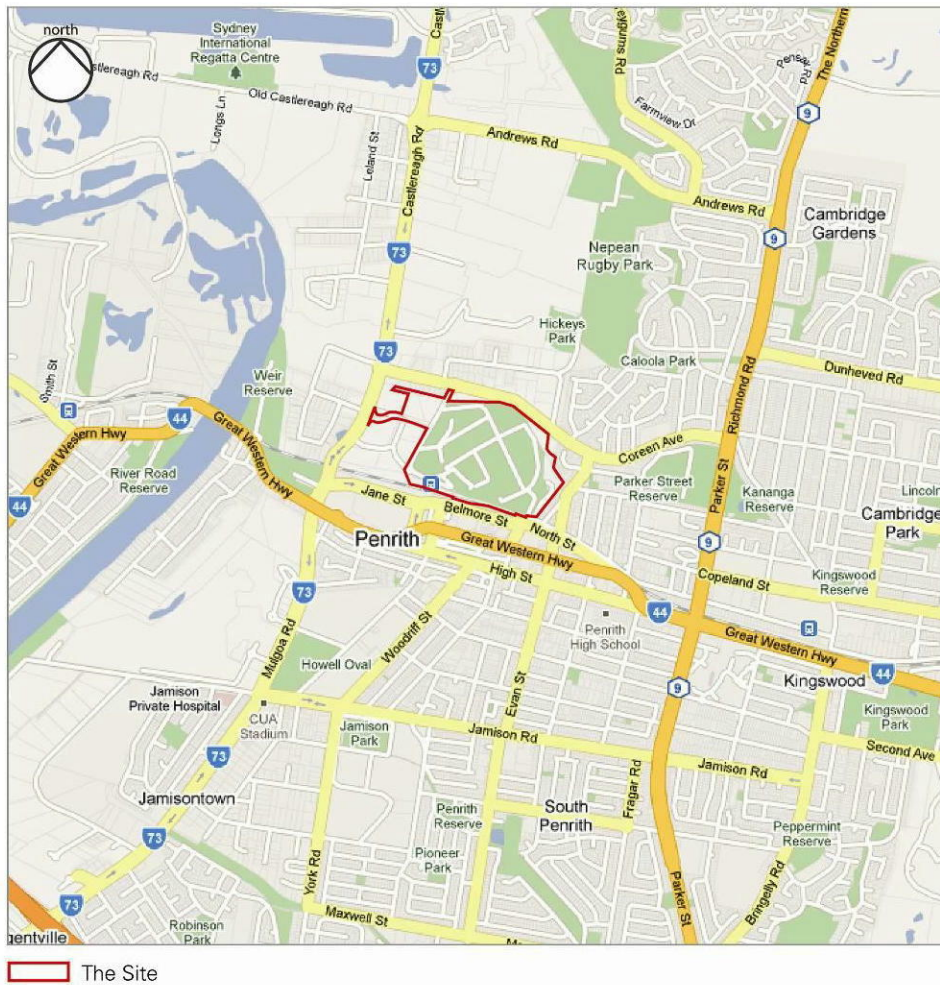 north
Sydney
International
Regatta Centre
73
Castlereagh Rd
Old Castlereagh Rd
Longs Ln
Leland St
Castlereagh Rd
Andrews Rd
Farmview Dr
The Northern
9
Andrews Rd
9
Cambridge
Gardens
73
Nepean
Rugby Park
Hickeys
Park
Caloola Park
73
Dunheved Rd
Richmond Rd
Smith St
Weir
Reserve
44
Great Western Hwy
Great Western Hwy
River Road
Reserve
44
Coreen Ave
Parker Street
Reserve
Parker St
Kananga
Reserve
Cambridge
Park
Jane St
Belmore St
North St
Penrith
Great Western Hwy
High St
9
Copeland St
Kingswood
Reserve
73
Mulgoa Rd
Woodriff St
Howell Oval
Penrith
High School
44
Great Western Hwy
44
Kingswood
Evan St
9
Kingswood
Park
Jamison
Private Hospital
CUA
Stadium
Jamison
Park
Jamison Rd
Second Ave
Jamison Rd
Fragar Rd
73
Jamisontown
Penrith
Reserve
South
Penrith
73
Pioneer
Park
Peppermint
Reserve
York Rd
Bringelly Rd
Parker St
73
Maxwell St
Robinson
Park
gentville
The Site